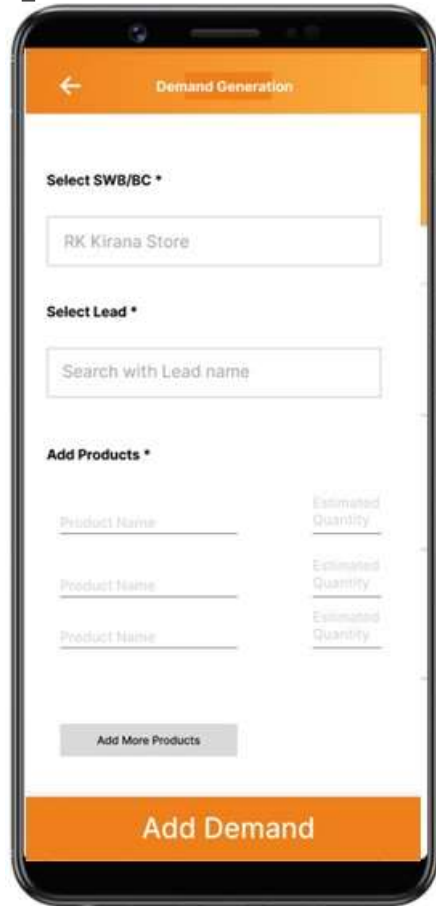 Demand Generation
Select SWB/BC *
RK Kirana Store
Select Lead *
Search with Lead name
Add Products *
Estimated
Product Name Quantity
Estimated
Product Name Quantity
Estimated
Product Name Quantity
Add More Products
Add Demand